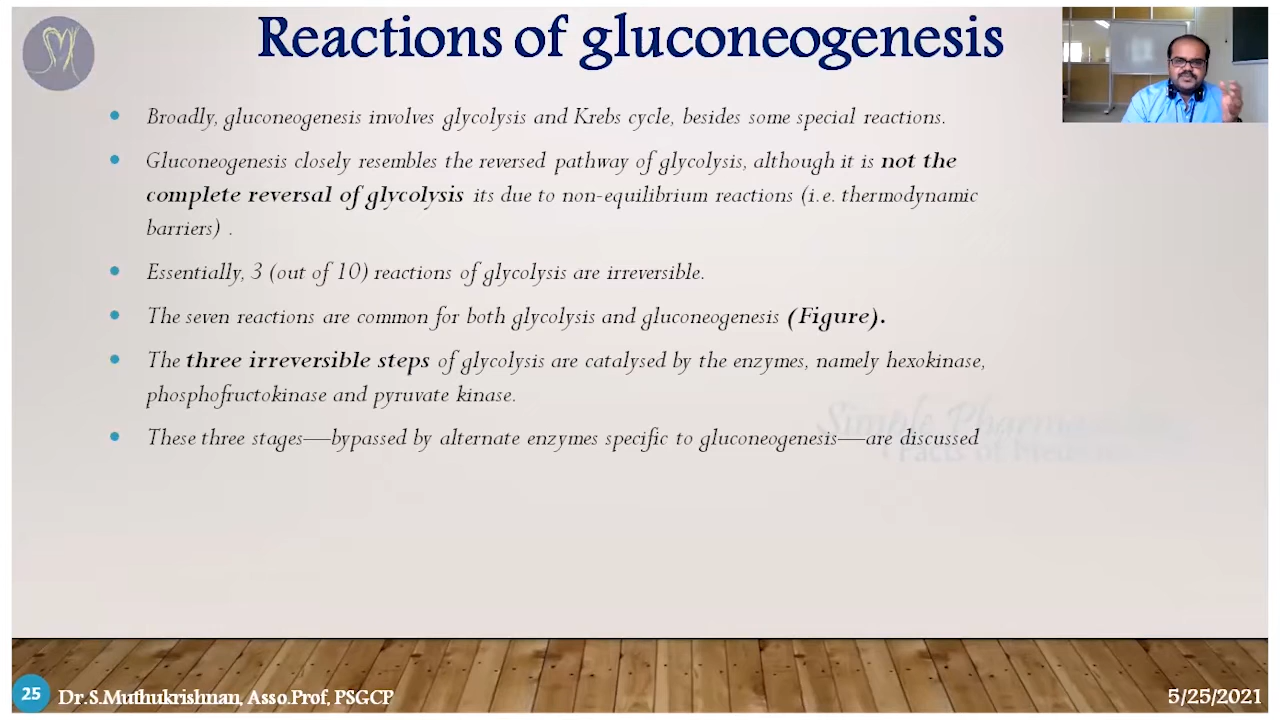 Reactions of gluconeogenesis
SM
Broadly, gluconeogenesis involves glycolysis and Krebs cycle, besides some special reactions.
Gluconeogenesis closely resembles the reversed pathway of glycolysis, although it is not the
complete reversal of glycolysis its due to non-equilibrium reactions (i.e. thermodynamic
barriers) .
Essentially, 3 (out of 10) reactions of glycolysis are irreversible.
The seven reactions are common for both glycolysis and gluconeogenesis (Figure).
The three irreversible steps of glycolysis are catalysed by the enzymes, namely hexokinase,
phosphofructokinase and pyruvate kinase.
These three stages—bypassed by alternate enzymes specific to gluconeogenesis—are discussed
Simple
Facts of
25 Dr.S.Muthukrishnan, Asso.Prof, PSGCP
5/25/2021